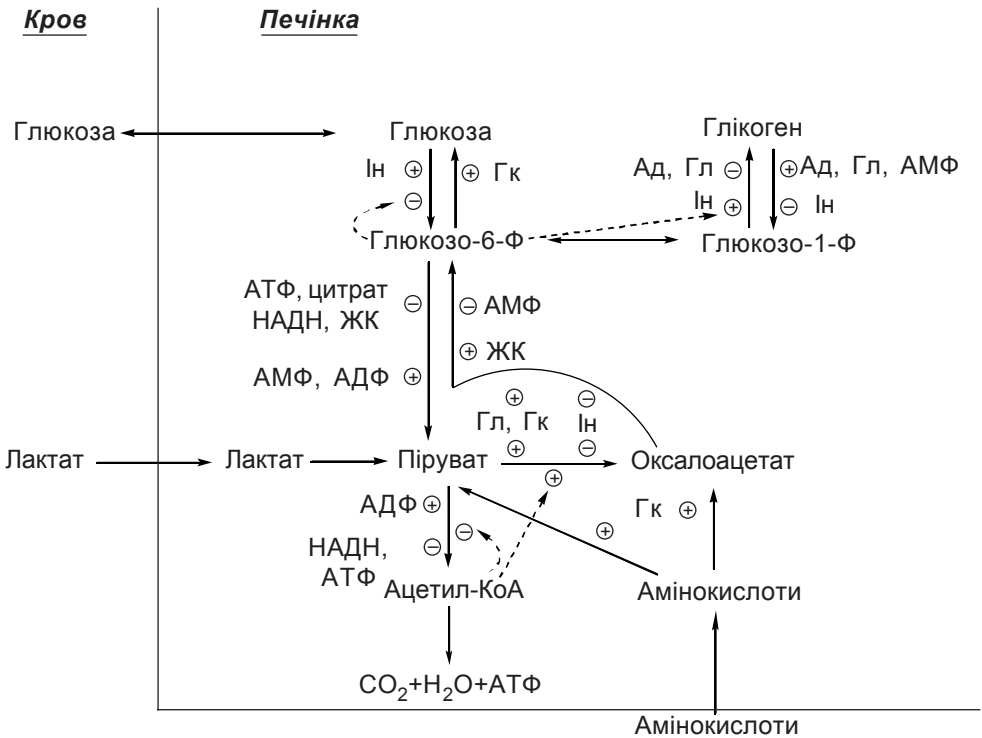 Кров Печінка
Глюкоза Глюкоза Глікоген
Ін ⊕ ⊕ Гк Ад, Гл ⊖ ⊕ Ад, Гл, АМФ
⊖ Ін ⊕ ⊖ Ін
Глюкозо-6-Ф Глюкозо-1-Ф
АТФ, цитрат ⊖ ⊖ АМФ
НАДН, ЖК
⊕ ЖК
АМФ, АДФ ⊕
⊕ ⊖
Гл, Гк Ін
⊕ ⊖
Лактат Лактат Піруват Оксалоацетат
⊕
АДФ ⊕ Гк ⊕
⊖ ⊕
НАДН, ⊖
АТФ
Ацетил-КоА Амінокислоти
CO2+H2O+АТФ
Амінокислоти